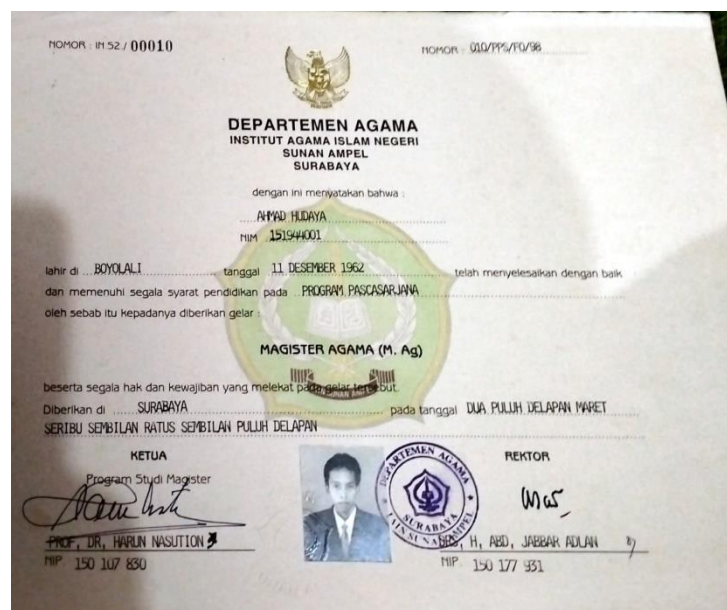 NOMOR : IN.52./ 00010
NOMOR : 010/PPS/FO/98
DEPARTEMEN AGAMA
INSTITUT AGAMA ISLAM NEGERI
SUNAN AMPEL
SURABAYA
dengan ini menyatakan bahwa :
AHMAD HUDAYA
NIM 151944001
lahir di BOYOLALI tanggal 11 DESEMBER 1962 telah menyelesaikan dengan baik
dan memenuhi segala syarat pendidikan pada PROGRAM PASCASARJANA
oleh sebab itu kepadanya diberikan gelar :
MAGISTER AGAMA (M. Ag)
beserta segala hak dan kewajiban yang melekat pada gelar tersebut.
Diberikan di SURABAYA pada tanggal DUA PULUH DELAPAN MARET
SERIBU SEMBILAN RATUS SEMBILAN PULUH DELAPAN
KETUA
Program Studi Magister
REKTOR
DEPARTEMEN AGAMA
SURABAYA
IAIN SUNAN AMPEL
PROF, DR, HARUN NASUTION
H, ABD, JABBAR ADLAN
NIP 150 107 830
NIP 150 177 931